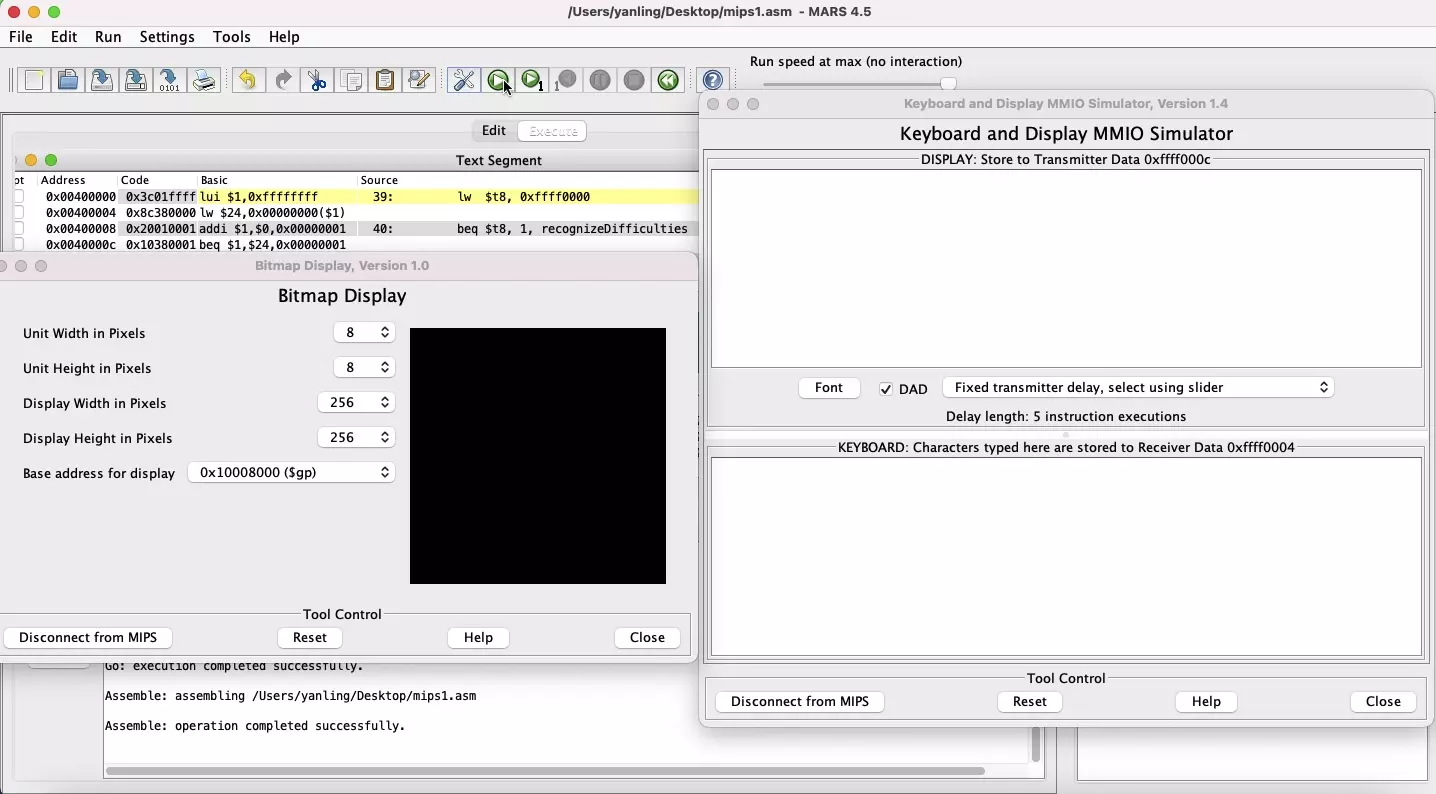 /Users/yanling/Desktop/mips1.asm - MARS 4.5
File Edit Run Settings Tools Help
Run speed at max (no interaction)
0101
1
1
Edit Execute
Text Segment
pt Address Code Basic Source
0x00400000 0x3c01ffff lui $1,0xffffffff 39: lw $t8, 0xffff0000
0x00400004 0x8c380000 lw $24,0x00000000($1)
0x00400008 0x20010001 addi $1,$0,0x00000001 40: beq $t8, 1, recognizeDifficulties
0x0040000c 0x10380001 beq $1,$24,0x00000001
Bitmap Display, Version 1.0
Bitmap Display
Unit Width in Pixels 8
Unit Height in Pixels 8
Display Width in Pixels 256
Display Height in Pixels 256
Base address for display 0x10008000 ($gp)
Tool Control
Disconnect from MIPS Reset Help Close
Go: execution completed successfully.
Assemble: assembling /Users/yanling/Desktop/mips1.asm
Assemble: operation completed successfully.
Keyboard and Display MMIO Simulator, Version 1.4
Keyboard and Display MMIO Simulator
DISPLAY: Store to Transmitter Data 0xffff000c
Font DAD Fixed transmitter delay, select using slider
Delay length: 5 instruction executions
KEYBOARD: Characters typed here are stored to Receiver Data 0xffff0004
Tool Control
Disconnect from MIPS Reset Help Close